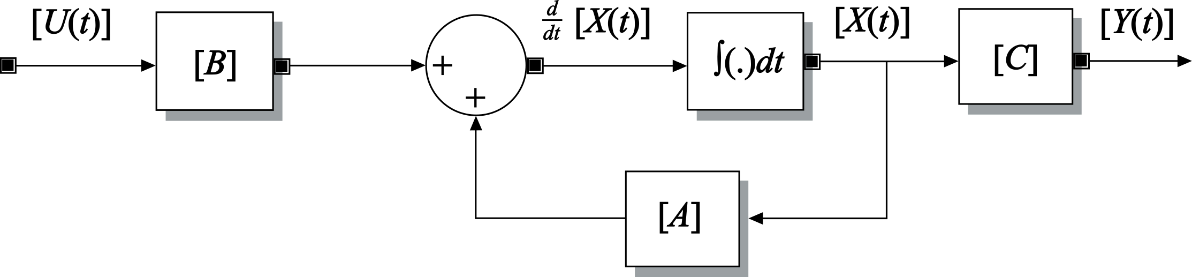 [U(t)]
[B]
+
+
d/dt [X(t)]
∫(.)dt
[X(t)]
[C]
[Y(t)]
[A]